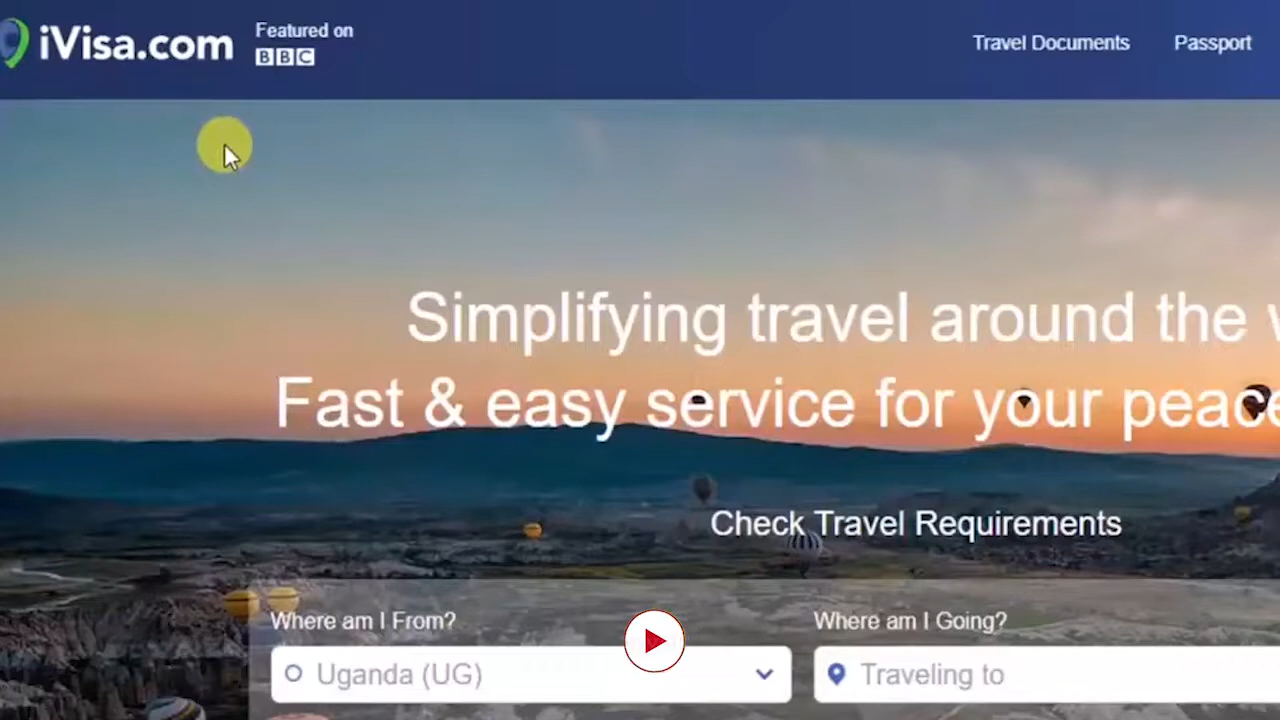 iVisa.com
Featured on
BBC
Travel Documents
Passport
Simplifying travel around the
Fast & easy service for your peace
Check Travel Requirements
Where am I From?
Where am I Going?
Uganda (UG)
Traveling to